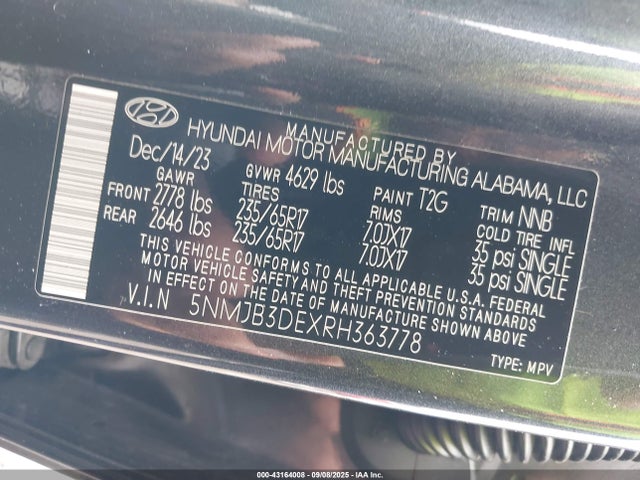 MANUFACTURED BY
HYUNDAI MOTOR MANUFACTURING ALABAMA, LLC
Dec/14/23 GVWR 4629 lbs PAINT T2G TRIM NNB
GAWR TIRES RIMS COLD TIRE INFL
FRONT 2778 lbs 235/65R17 7.0JX17 35 psi SINGLE
REAR 2646 lbs 235/65R17 7.0JX17 35 psi SINGLE
THIS VEHICLE CONFORMS TO ALL APPLICABLE U.S.A. FEDERAL
MOTOR VEHICLE SAFETY AND THEFT PREVENTION STANDARDS
IN EFFECT ON THE DATE OF MANUFACTURE SHOWN ABOVE
V.I.N 5NMJB3DEXRH363778
TYPE: MPV
000-43164008 - 09/08/2025 - IAA Inc.